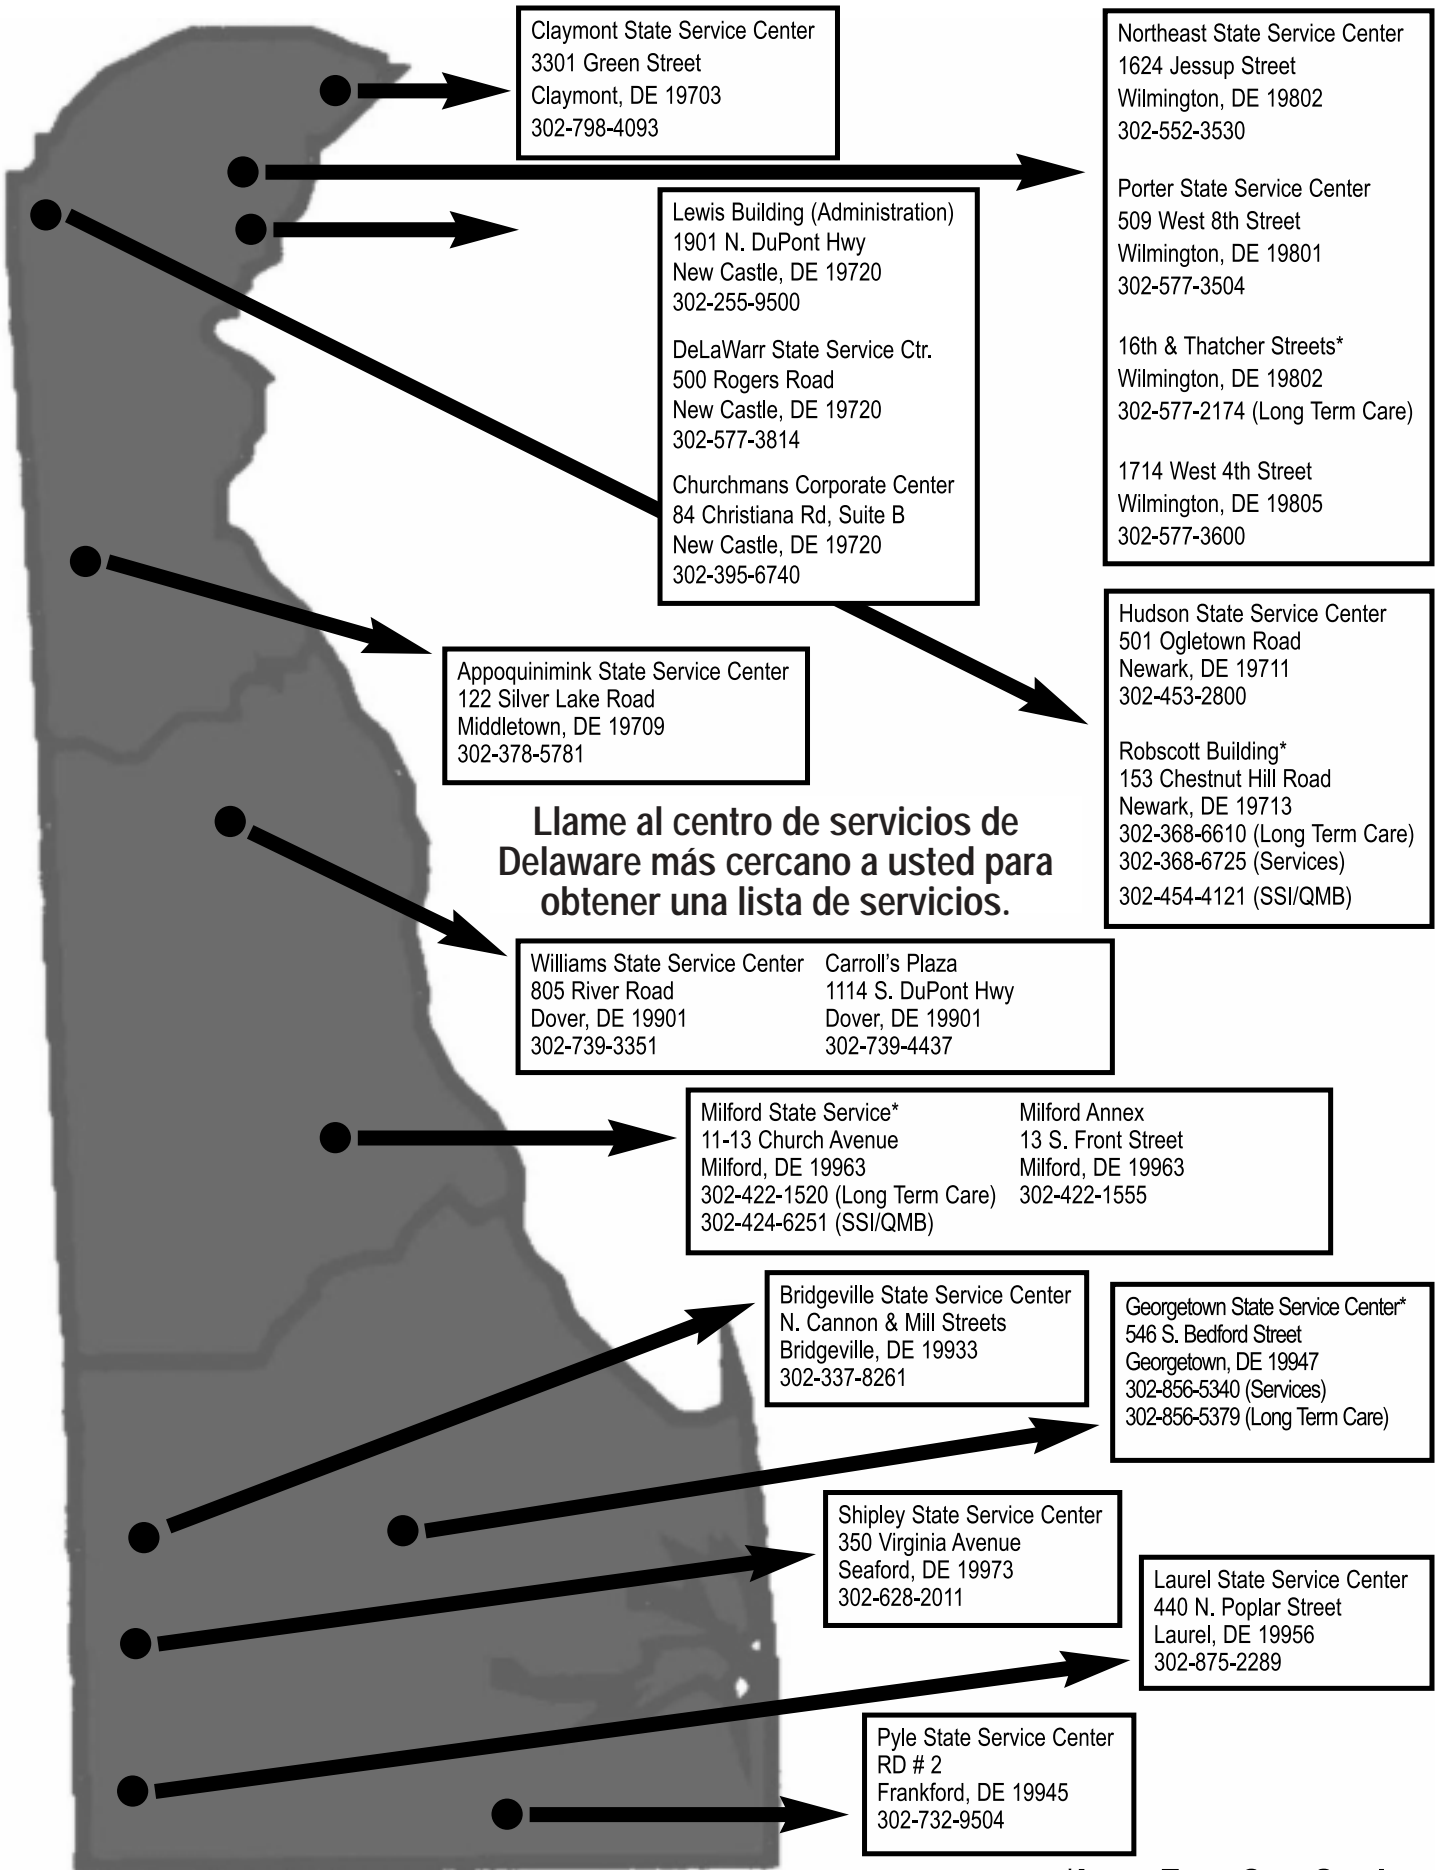 Claymont State Service Center
3301 Green Street
Claymont, DE 19703
302-798-4093
Northeast State Service Center
1624 Jessup Street
Wilmington, DE 19802
302-552-3530
Porter State Service Center
509 West 8th Street
Wilmington, DE 19801
302-577-3504
16th & Thatcher Streets*
Wilmington, DE 19802
302-577-2174 (Long Term Care)
1714 West 4th Street
Wilmington, DE 19805
302-577-3600
Lewis Building (Administration)
1901 N. DuPont Hwy
New Castle, DE 19720
302-255-9500
DeLaWarr State Service Ctr.
500 Rogers Road
New Castle, DE 19720
302-577-3814
Churchmans Corporate Center
84 Christiana Rd, Suite B
New Castle, DE 19720
302-395-6740
Hudson State Service Center
501 Ogletown Road
Newark, DE 19711
302-453-2800
Robscott Building*
153 Chestnut Hill Road
Newark, DE 19713
302-368-6610 (Long Term Care)
302-368-6725 (Services)
302-454-4121 (SSI/QMB)
Appoquinimink State Service Center
122 Silver Lake Road
Middletown, DE 19709
302-378-5781
Llame al centro de servicios de
Delaware más cercano a usted para
obtener una lista de servicios.
Williams State Service Center
805 River Road
Dover, DE 19901
302-739-3351
Carroll's Plaza
1114 S. DuPont Hwy
Dover, DE 19901
302-739-4437
Milford State Service*
11-13 Church Avenue
Milford, DE 19963
302-422-1520 (Long Term Care)
302-424-6251 (SSI/QMB)
Milford Annex
13 S. Front Street
Milford, DE 19963
302-422-1555
Bridgeville State Service Center
N. Cannon & Mill Streets
Bridgeville, DE 19933
302-337-8261
Georgetown State Service Center*
546 S. Bedford Street
Georgetown, DE 19947
302-856-5340 (Services)
302-856-5379 (Long Term Care)
Shipley State Service Center
350 Virginia Avenue
Seaford, DE 19973
302-628-2011
Laurel State Service Center
440 N. Poplar Street
Laurel, DE 19956
302-875-2289
Pyle State Service Center
RD # 2
Frankford, DE 19945
302-732-9504